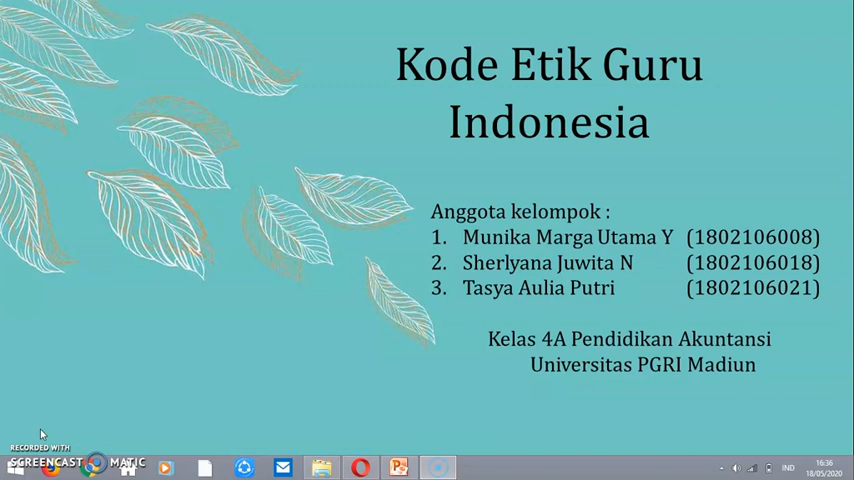 Kode Etik Guru
Indonesia
Anggota kelompok :
1. Munika Marga Utama Y (1802106008)
2. Sherlyana Juwita N (1802106018)
3. Tasya Aulia Putri (1802106021)
Kelas 4A Pendidikan Akuntansi
Universitas PGRI Madiun
RECORDED WITH
SCREENCAST MATIC
IND
16:36
18/05/2020